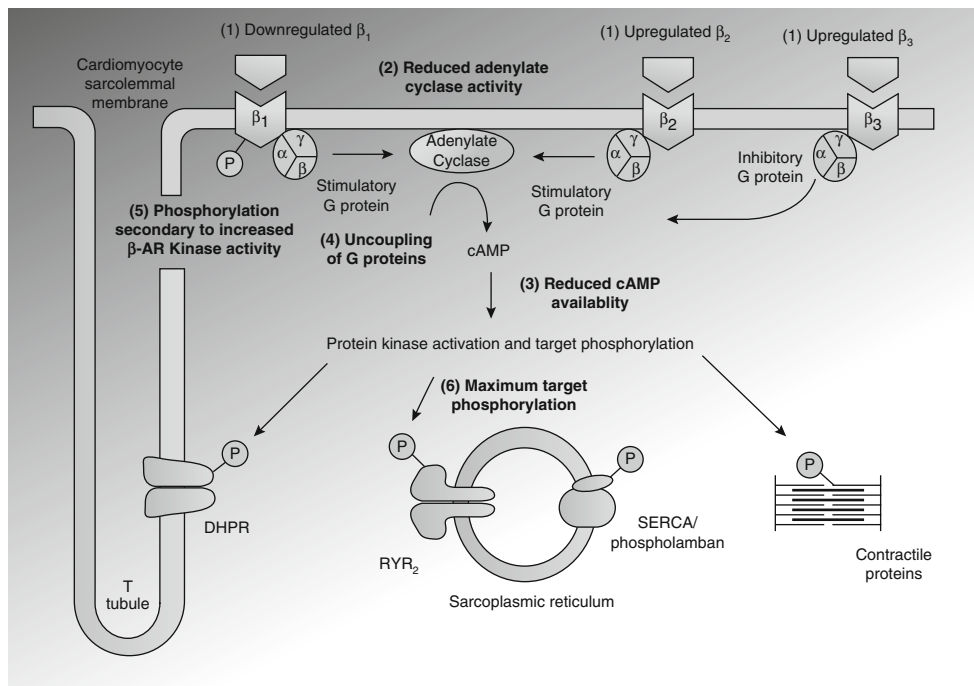 (1) Downregulated β₁
(1) Upregulated β₂
(1) Upregulated β₃
Cardiomyocyte
sarcolemmal
membrane
(2) Reduced adenylate
cyclase activity
β₁
β₂
β₃
P
α
γ
β
Adenylate
Cyclase
α
γ
β
Inhibitory
G protein
α
γ
β
Stimulatory
G protein
Stimulatory
G protein
(5) Phosphorylation
secondary to increased
β-AR Kinase activity
(4) Uncoupling
of G proteins
cAMP
(3) Reduced cAMP
availablity
Protein kinase activation and target phosphorylation
(6) Maximum target
phosphorylation
P
P
P
P
DHPR
RYR₂
SERCA/
phospholamban
Contractile
proteins
T
tubule
Sarcoplasmic reticulum